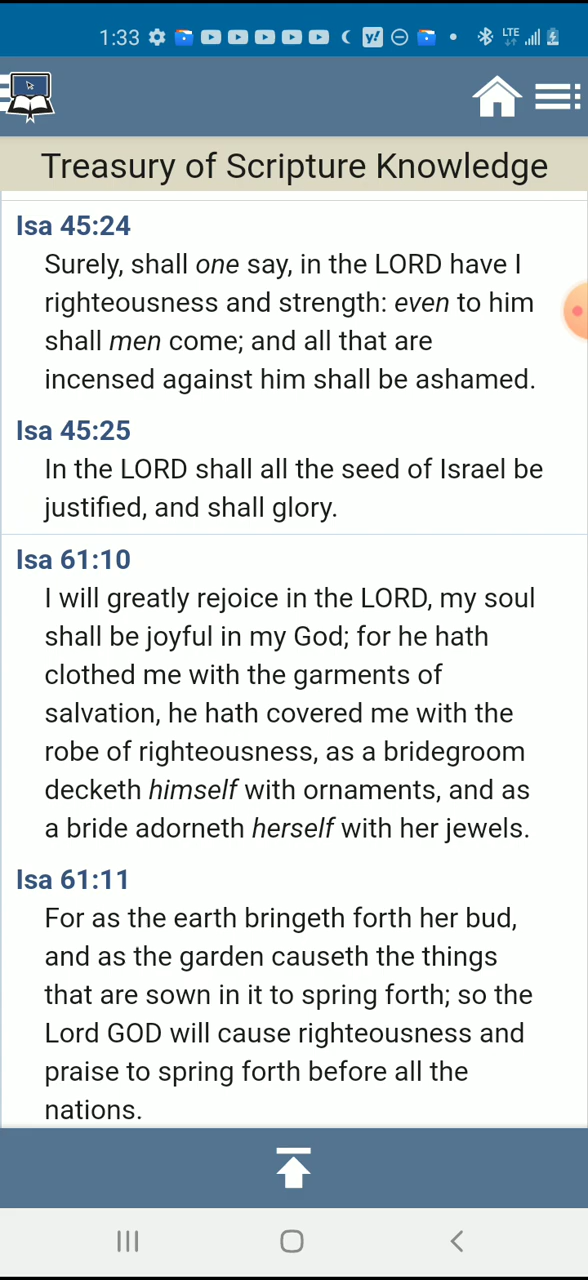 1:33
y!
LTE
Treasury of Scripture Knowledge
Isa 45:24
Surely, shall one say, in the LORD have I
righteousness and strength: even to him
shall men come; and all that are
incensed against him shall be ashamed.
Isa 45:25
In the LORD shall all the seed of Israel be
justified, and shall glory.
Isa 61:10
I will greatly rejoice in the LORD, my soul
shall be joyful in my God; for he hath
clothed me with the garments of
salvation, he hath covered me with the
robe of righteousness, as a bridegroom
decketh himself with ornaments, and as
a bride adorneth herself with her jewels.
Isa 61:11
For as the earth bringeth forth her bud,
and as the garden causeth the things
that are sown in it to spring forth; so the
Lord GOD will cause righteousness and
praise to spring forth before all the
nations.